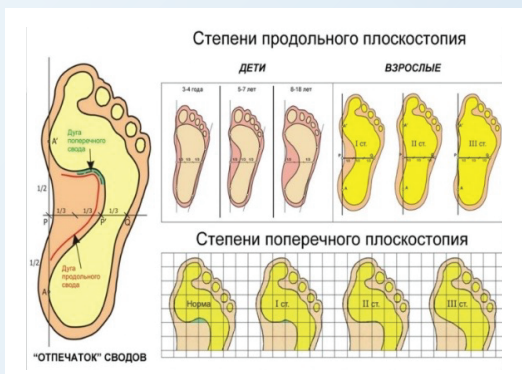 Степени продольного плоскостопия
ДЕТИ
ВЗРОСЛЫЕ
3-4 года
5-7 лет
8-18 лет
I ст.
II ст.
III ст.
Дуга
поперечного
свода
A'
1/2
1/3
1/3
1/3
P
P'
Q
1/2
Дуга
продольного
свода
A
"ОТПЕЧАТОК" СВОДОВ
Степени поперечного плоскостопия
Норма
I ст.
II ст.
III ст.